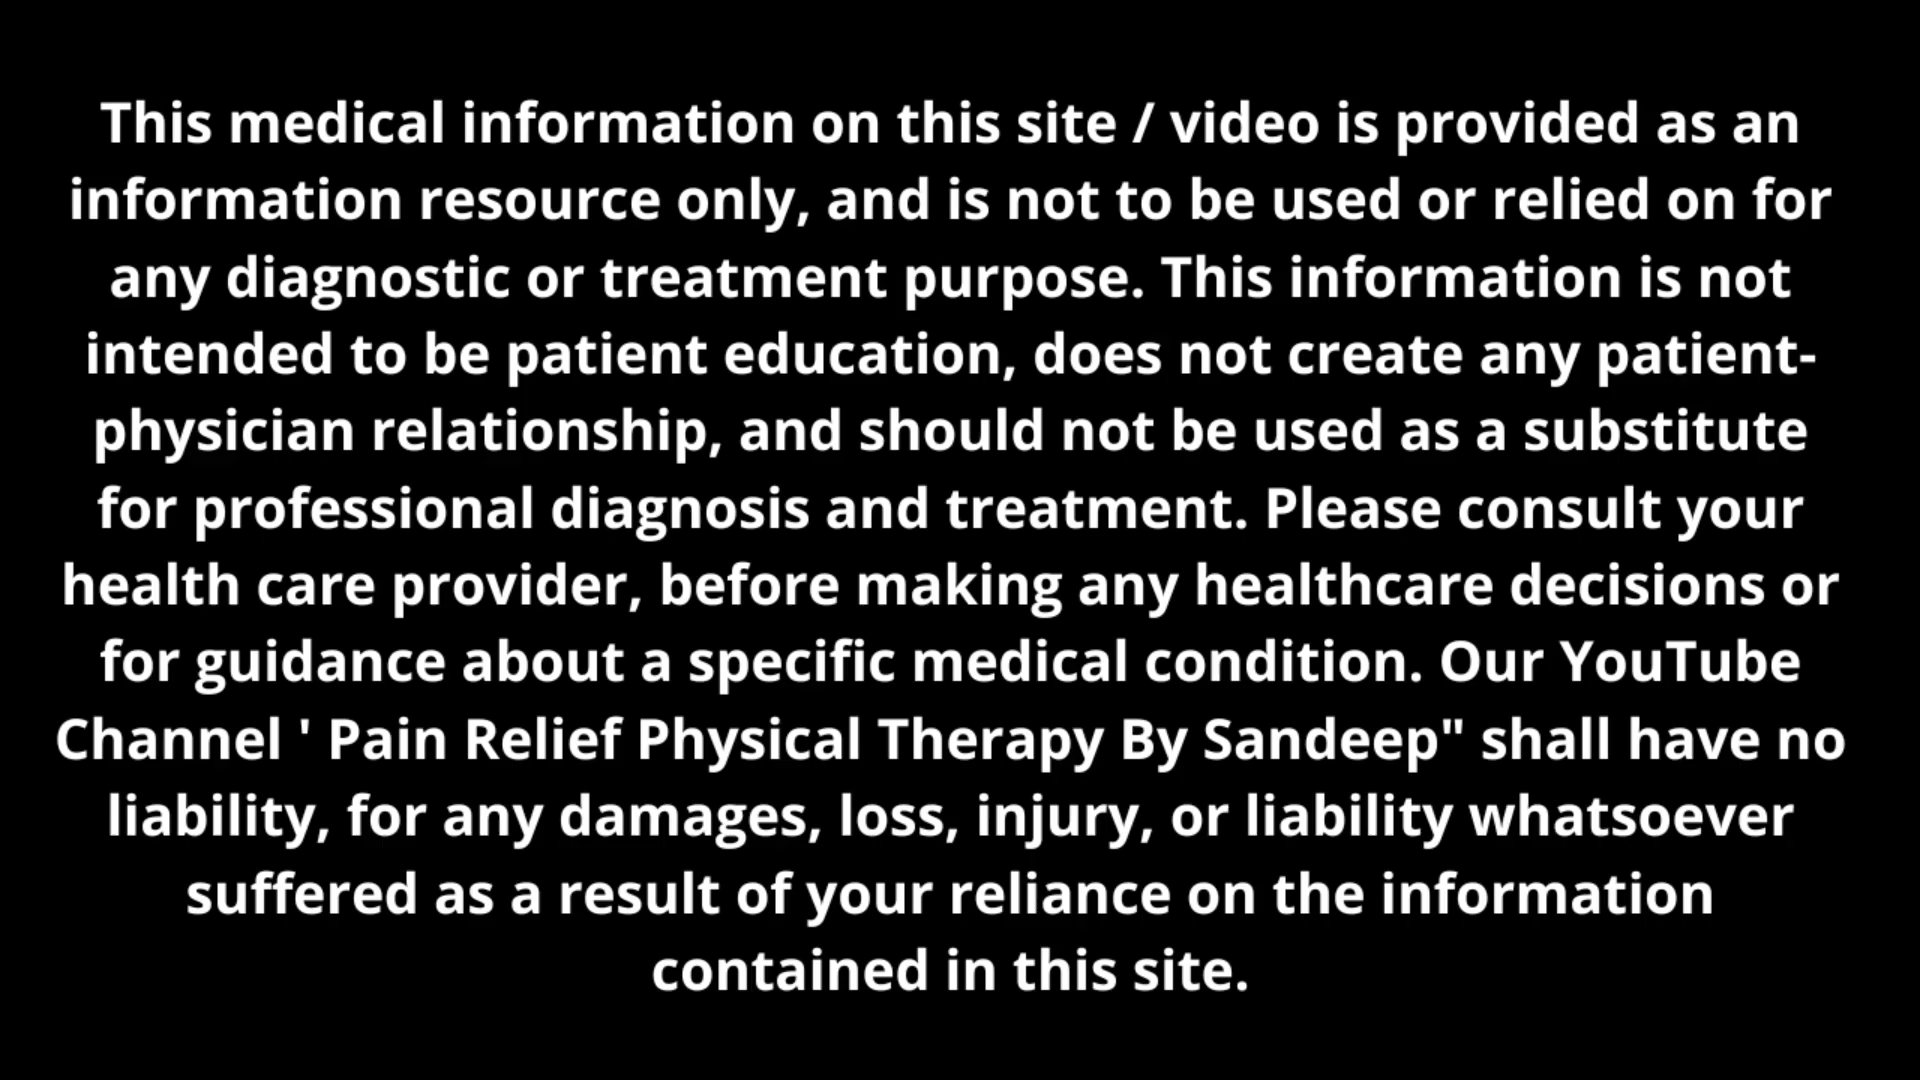 This medical information on this site / video is provided as an
information resource only, and is not to be used or relied on for
any diagnostic or treatment purpose. This information is not
intended to be patient education, does not create any patient-
physician relationship, and should not be used as a substitute
for professional diagnosis and treatment. Please consult your
health care provider, before making any healthcare decisions or
for guidance about a specific medical condition. Our YouTube
Channel ' Pain Relief Physical Therapy By Sandeep" shall have no
liability, for any damages, loss, injury, or liability whatsoever
suffered as a result of your reliance on the information
contained in this site.